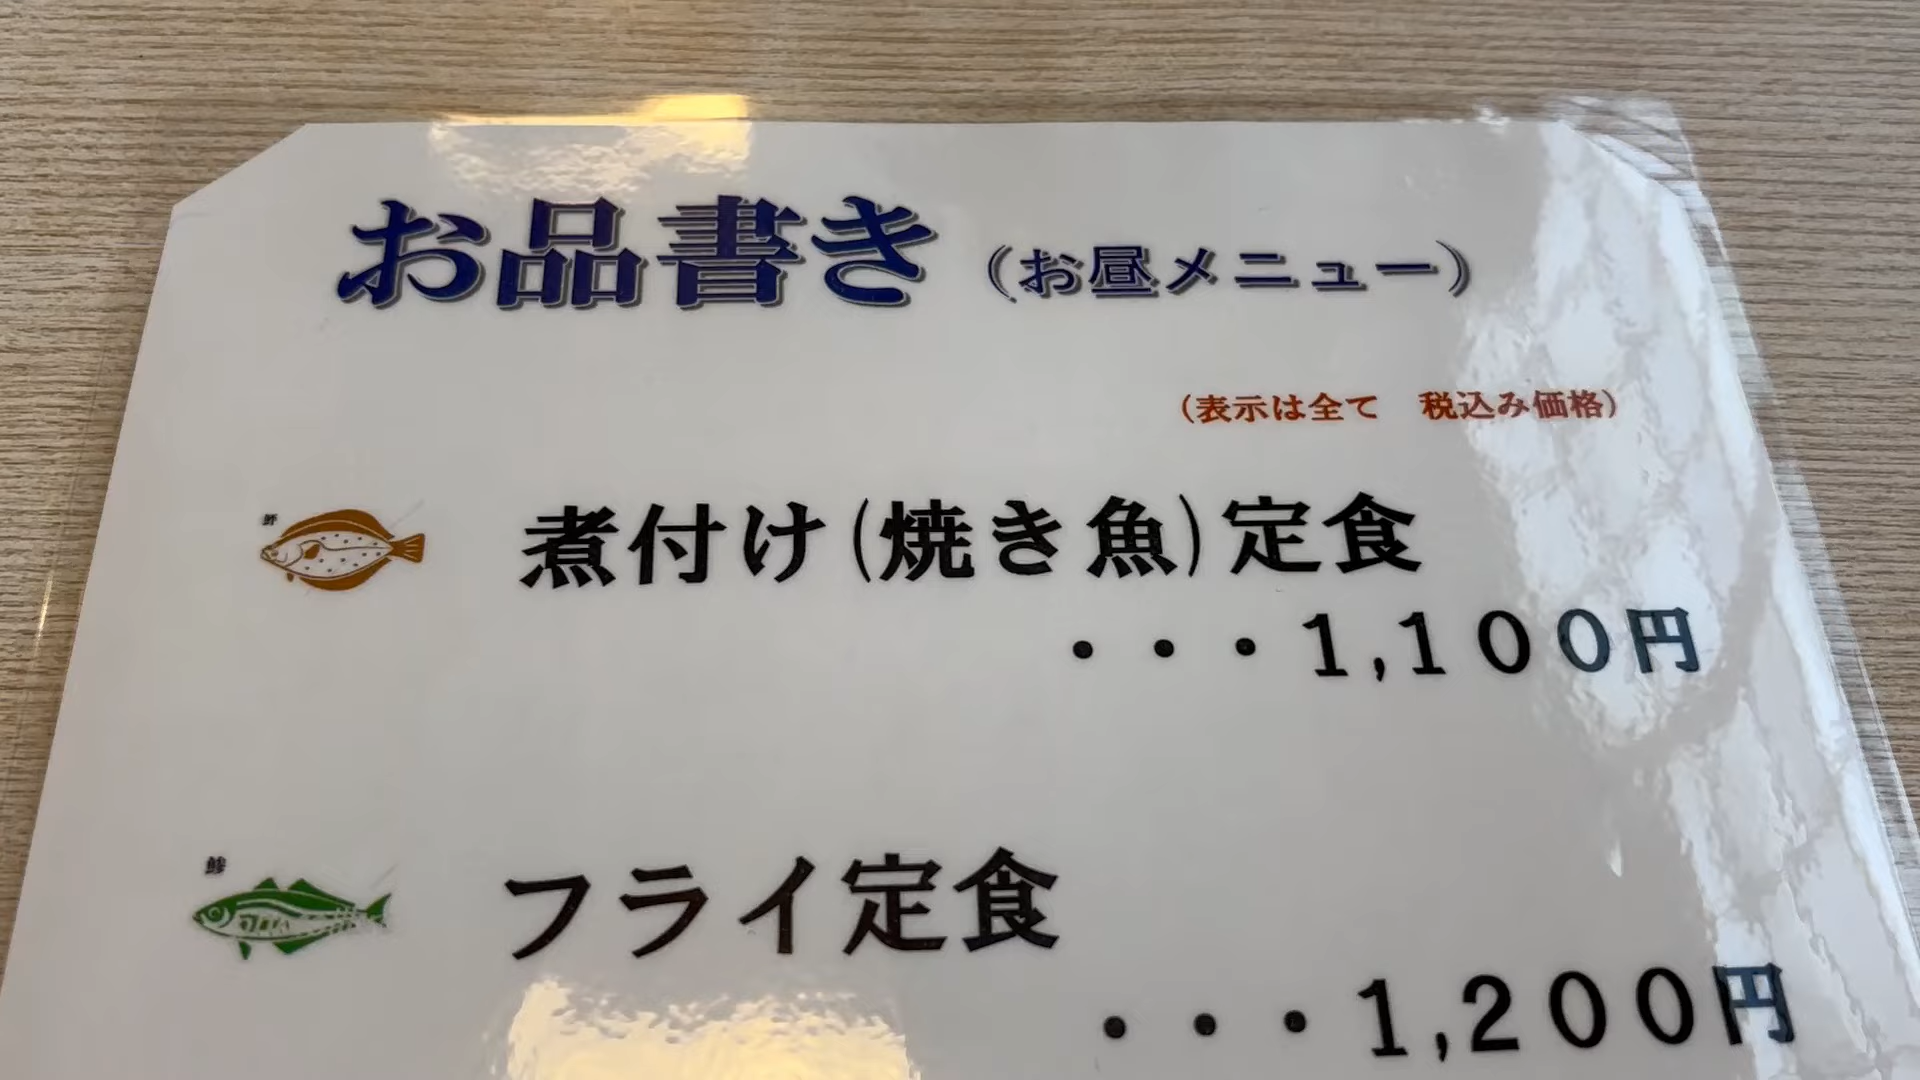 お品書き（お昼メニュー）
（表示は全て　税込み価格）
煮付け（焼き魚）定食
・・・1,100円
フライ定食
・・・1,200円